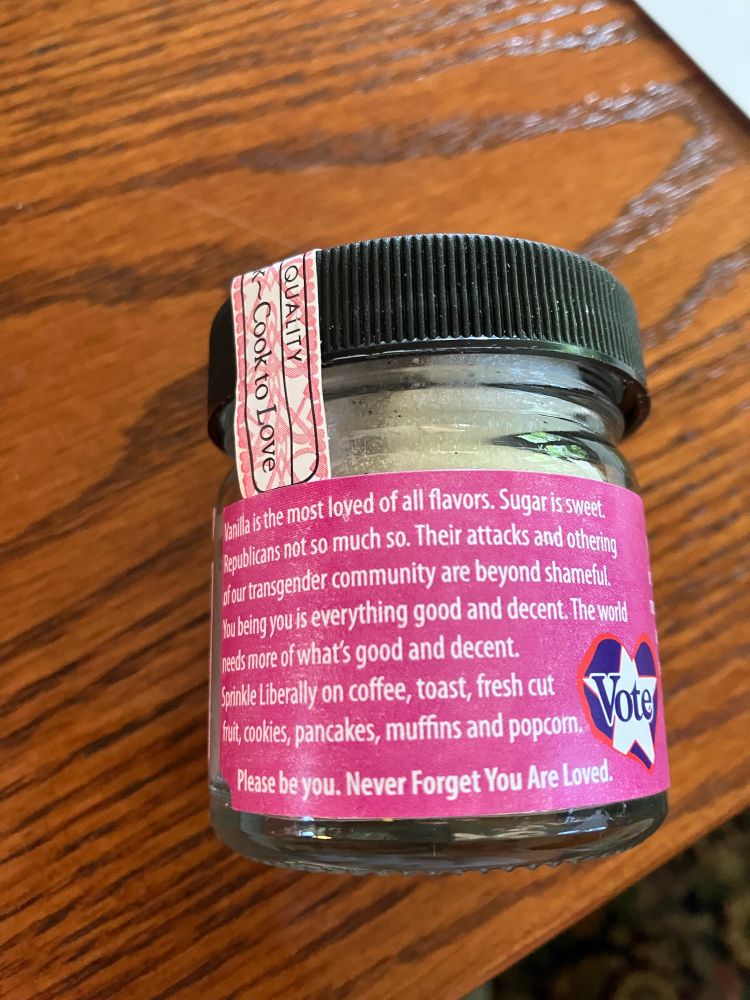 QUALITY
Cook to Love
Vanilla is the most loved of all flavors. Sugar is sweet.
Republicans not so much so. Their attacks and othering
of our transgender community are beyond shameful.
You being you is everything good and decent. The world
needs more of what's good and decent.
Sprinkle Liberally on coffee, toast, fresh cut
fruit, cookies, pancakes, muffins and popcorn.
Vote
Please be you. Never Forget You Are Loved.